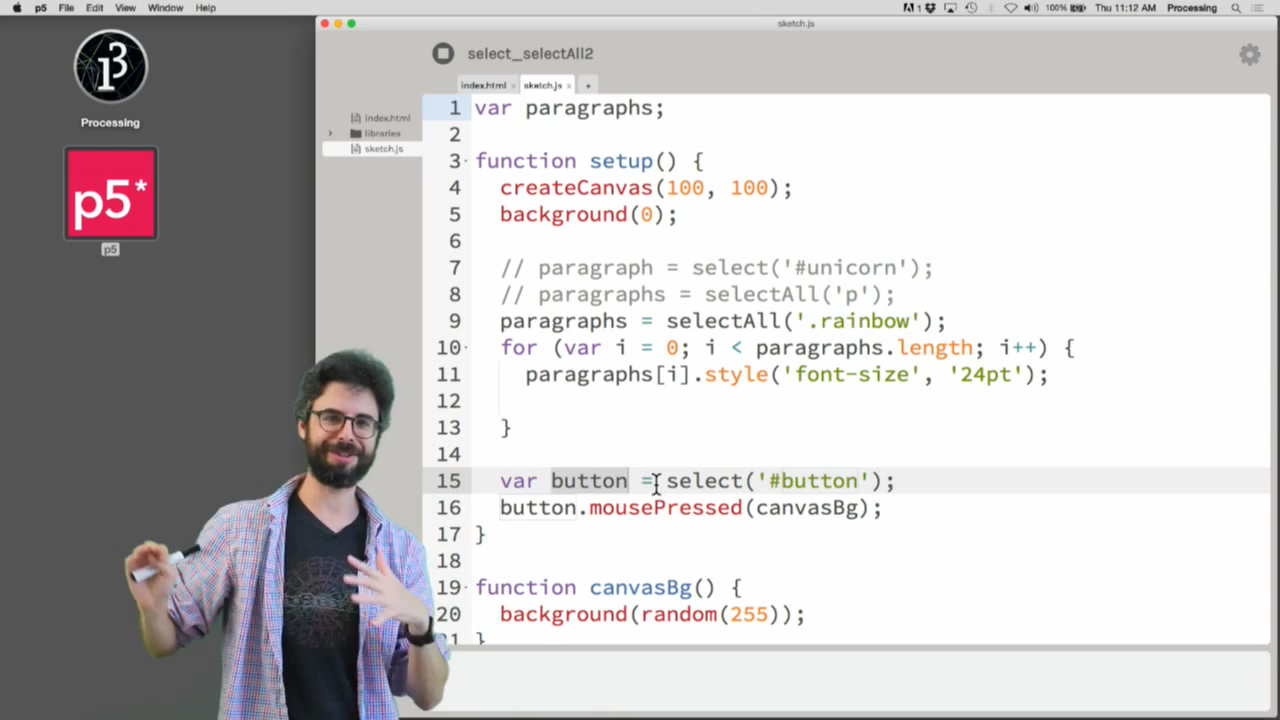 p5 File Edit View Window Help
1 100% Thu 11:12 AM Processing
sketch.js
select_selectAll2
index.html × sketch.js × +
Processing
p5*
p5
index.html
libraries
sketch.js
1 var paragraphs;
2
3 function setup() {
4 createCanvas(100, 100);
5 background(0);
6
7 // paragraph = select('#unicorn');
8 // paragraphs = selectAll('p');
9 paragraphs = selectAll('.rainbow');
10 for (var i = 0; i < paragraphs.length; i++) {
11 paragraphs[i].style('font-size', '24pt');
12
13 }
14
15 var button = select('#button');
16 button.mousePressed(canvasBg);
17 }
18
19 function canvasBg() {
20 background(random(255));
21 }